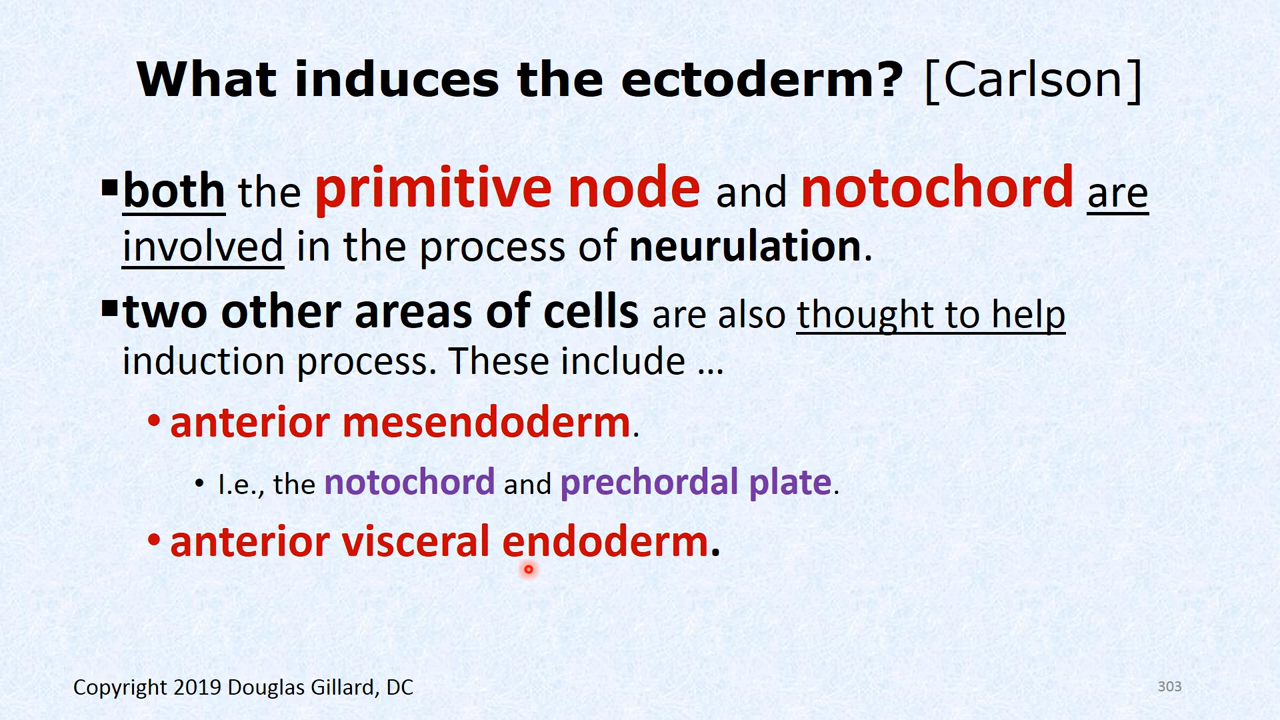 What induces the ectoderm? [Carlson]
▪both the primitive node and notochord are
involved in the process of neurulation.
▪two other areas of cells are also thought to help
induction process. These include …
•anterior mesendoderm.
• I.e., the notochord and prechordal plate.
•anterior visceral endoderm.
Copyright 2019 Douglas Gillard, DC
303